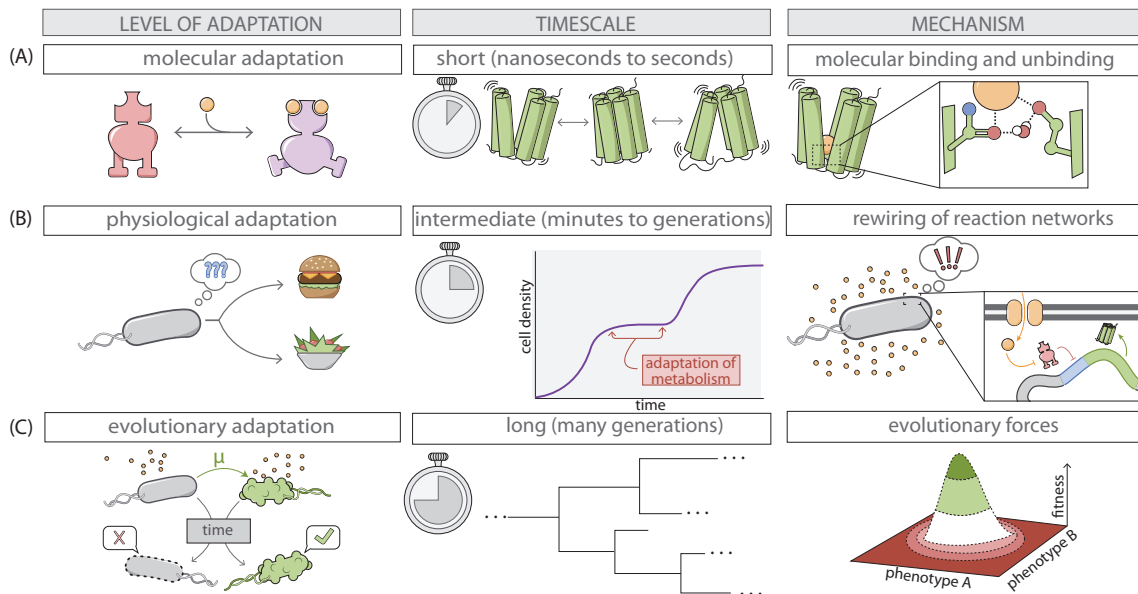 LEVEL OF ADAPTATION
TIMESCALE
MECHANISM
(A)
molecular adaptation
short (nanoseconds to seconds)
molecular binding and unbinding
(B)
physiological adaptation
intermediate (minutes to generations)
rewiring of reaction networks
???
!!!
cell density
adaptation of
metabolism
time
(C)
evolutionary adaptation
long (many generations)
evolutionary forces
μ
time
X
fitness
phenotype A
phenotype B